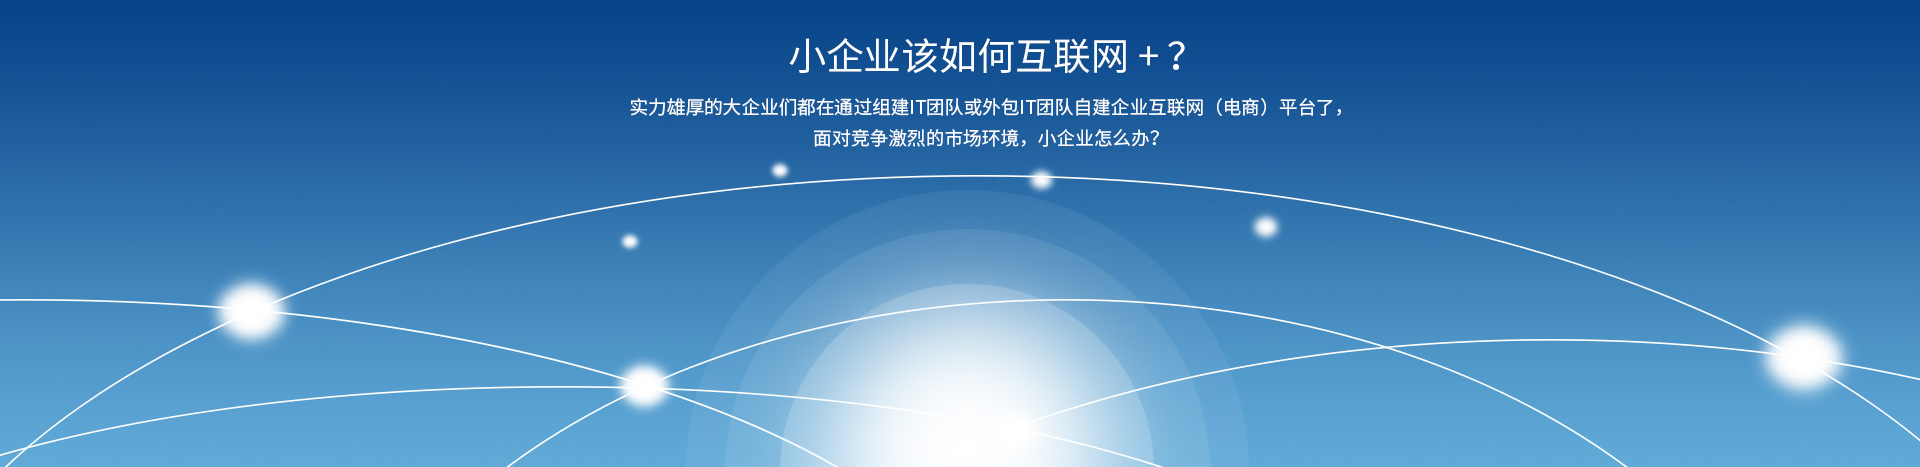 小企业该如何互联网 + ？
实力雄厚的大企业们都在通过组建IT团队或外包IT团队自建企业互联网（电商）平台了，
面对竞争激烈的市场环境，小企业怎么办？